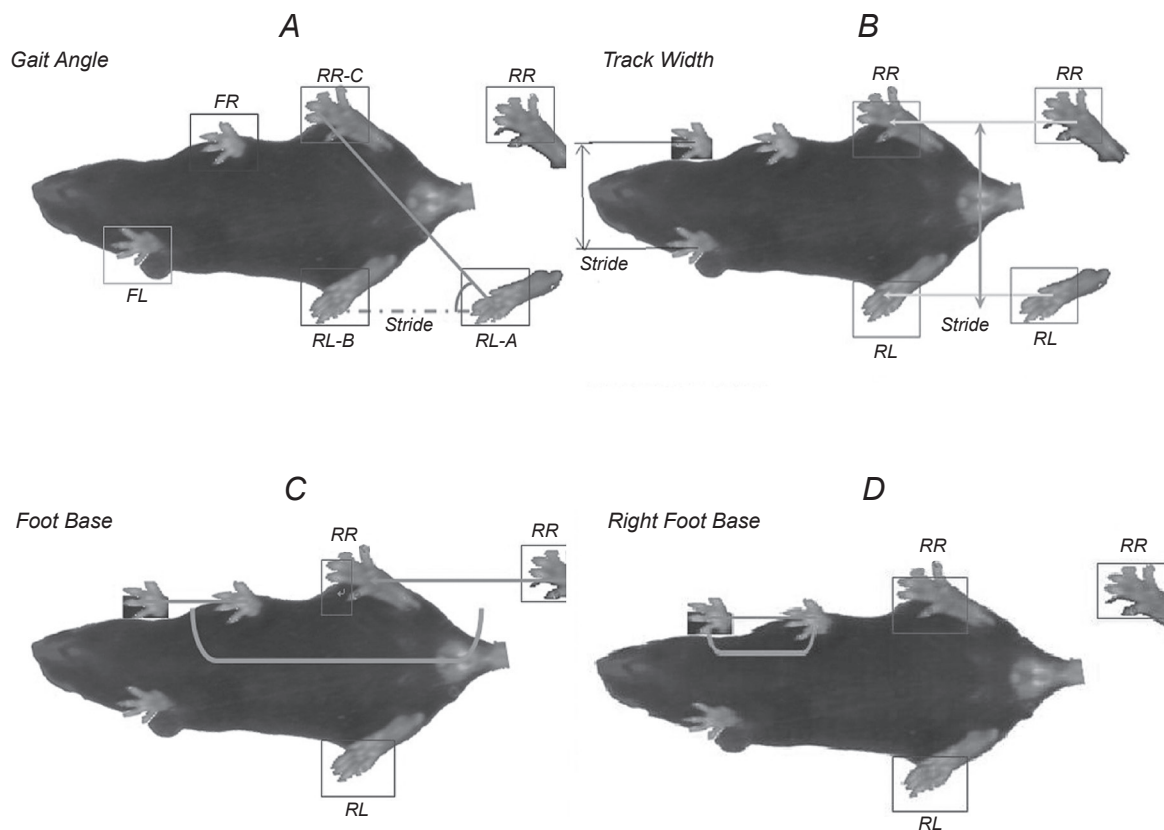 A
Gait Angle
RR-C
RR
FR
FL
Stride
RL-B
RL-A
B
Track Width
RR
RR
Stride
Stride
RL
RL
C
Foot Base
RR
RR
RL
D
Right Foot Base
RR
RR
RL